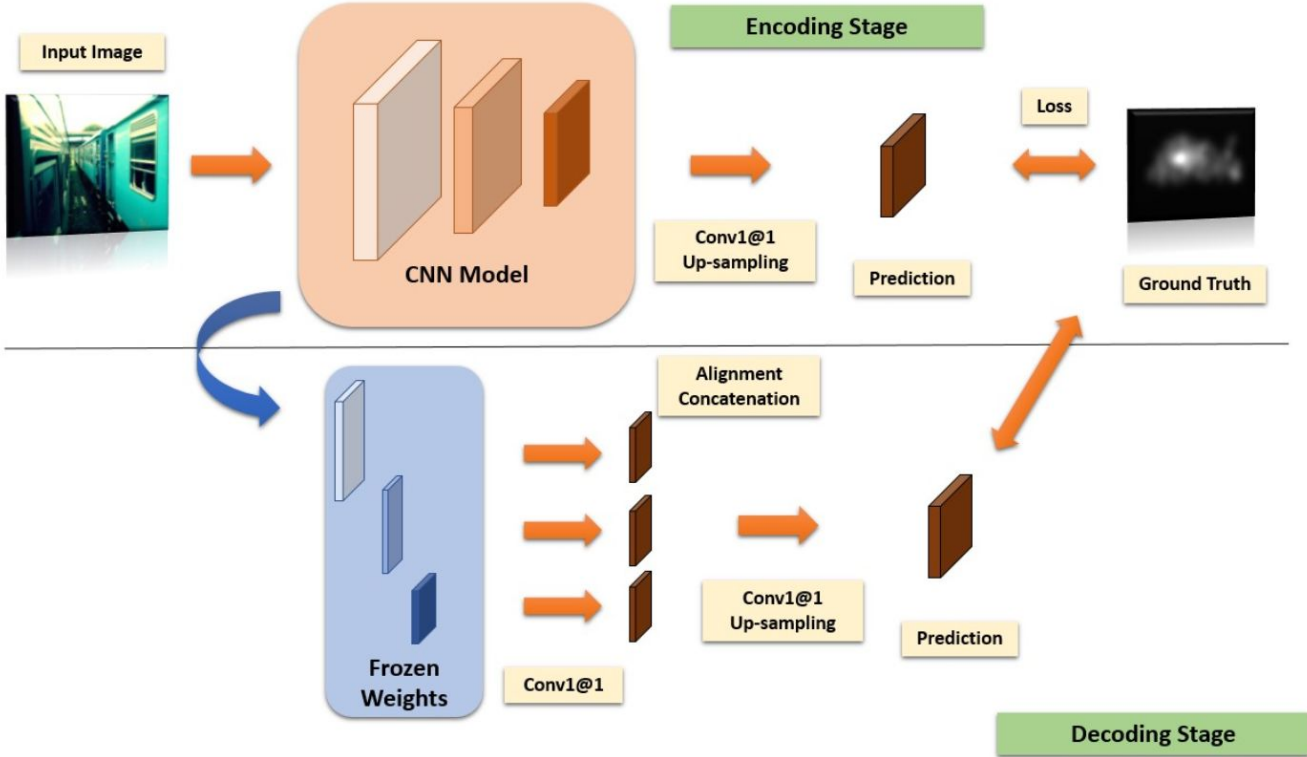 Encoding Stage
Input Image
Loss
CNN Model
Conv1@1
Up-sampling
Prediction
Ground Truth
Alignment
Concatenation
Conv1@1
Up-sampling
Prediction
Frozen
Weights
Conv1@1
Decoding Stage